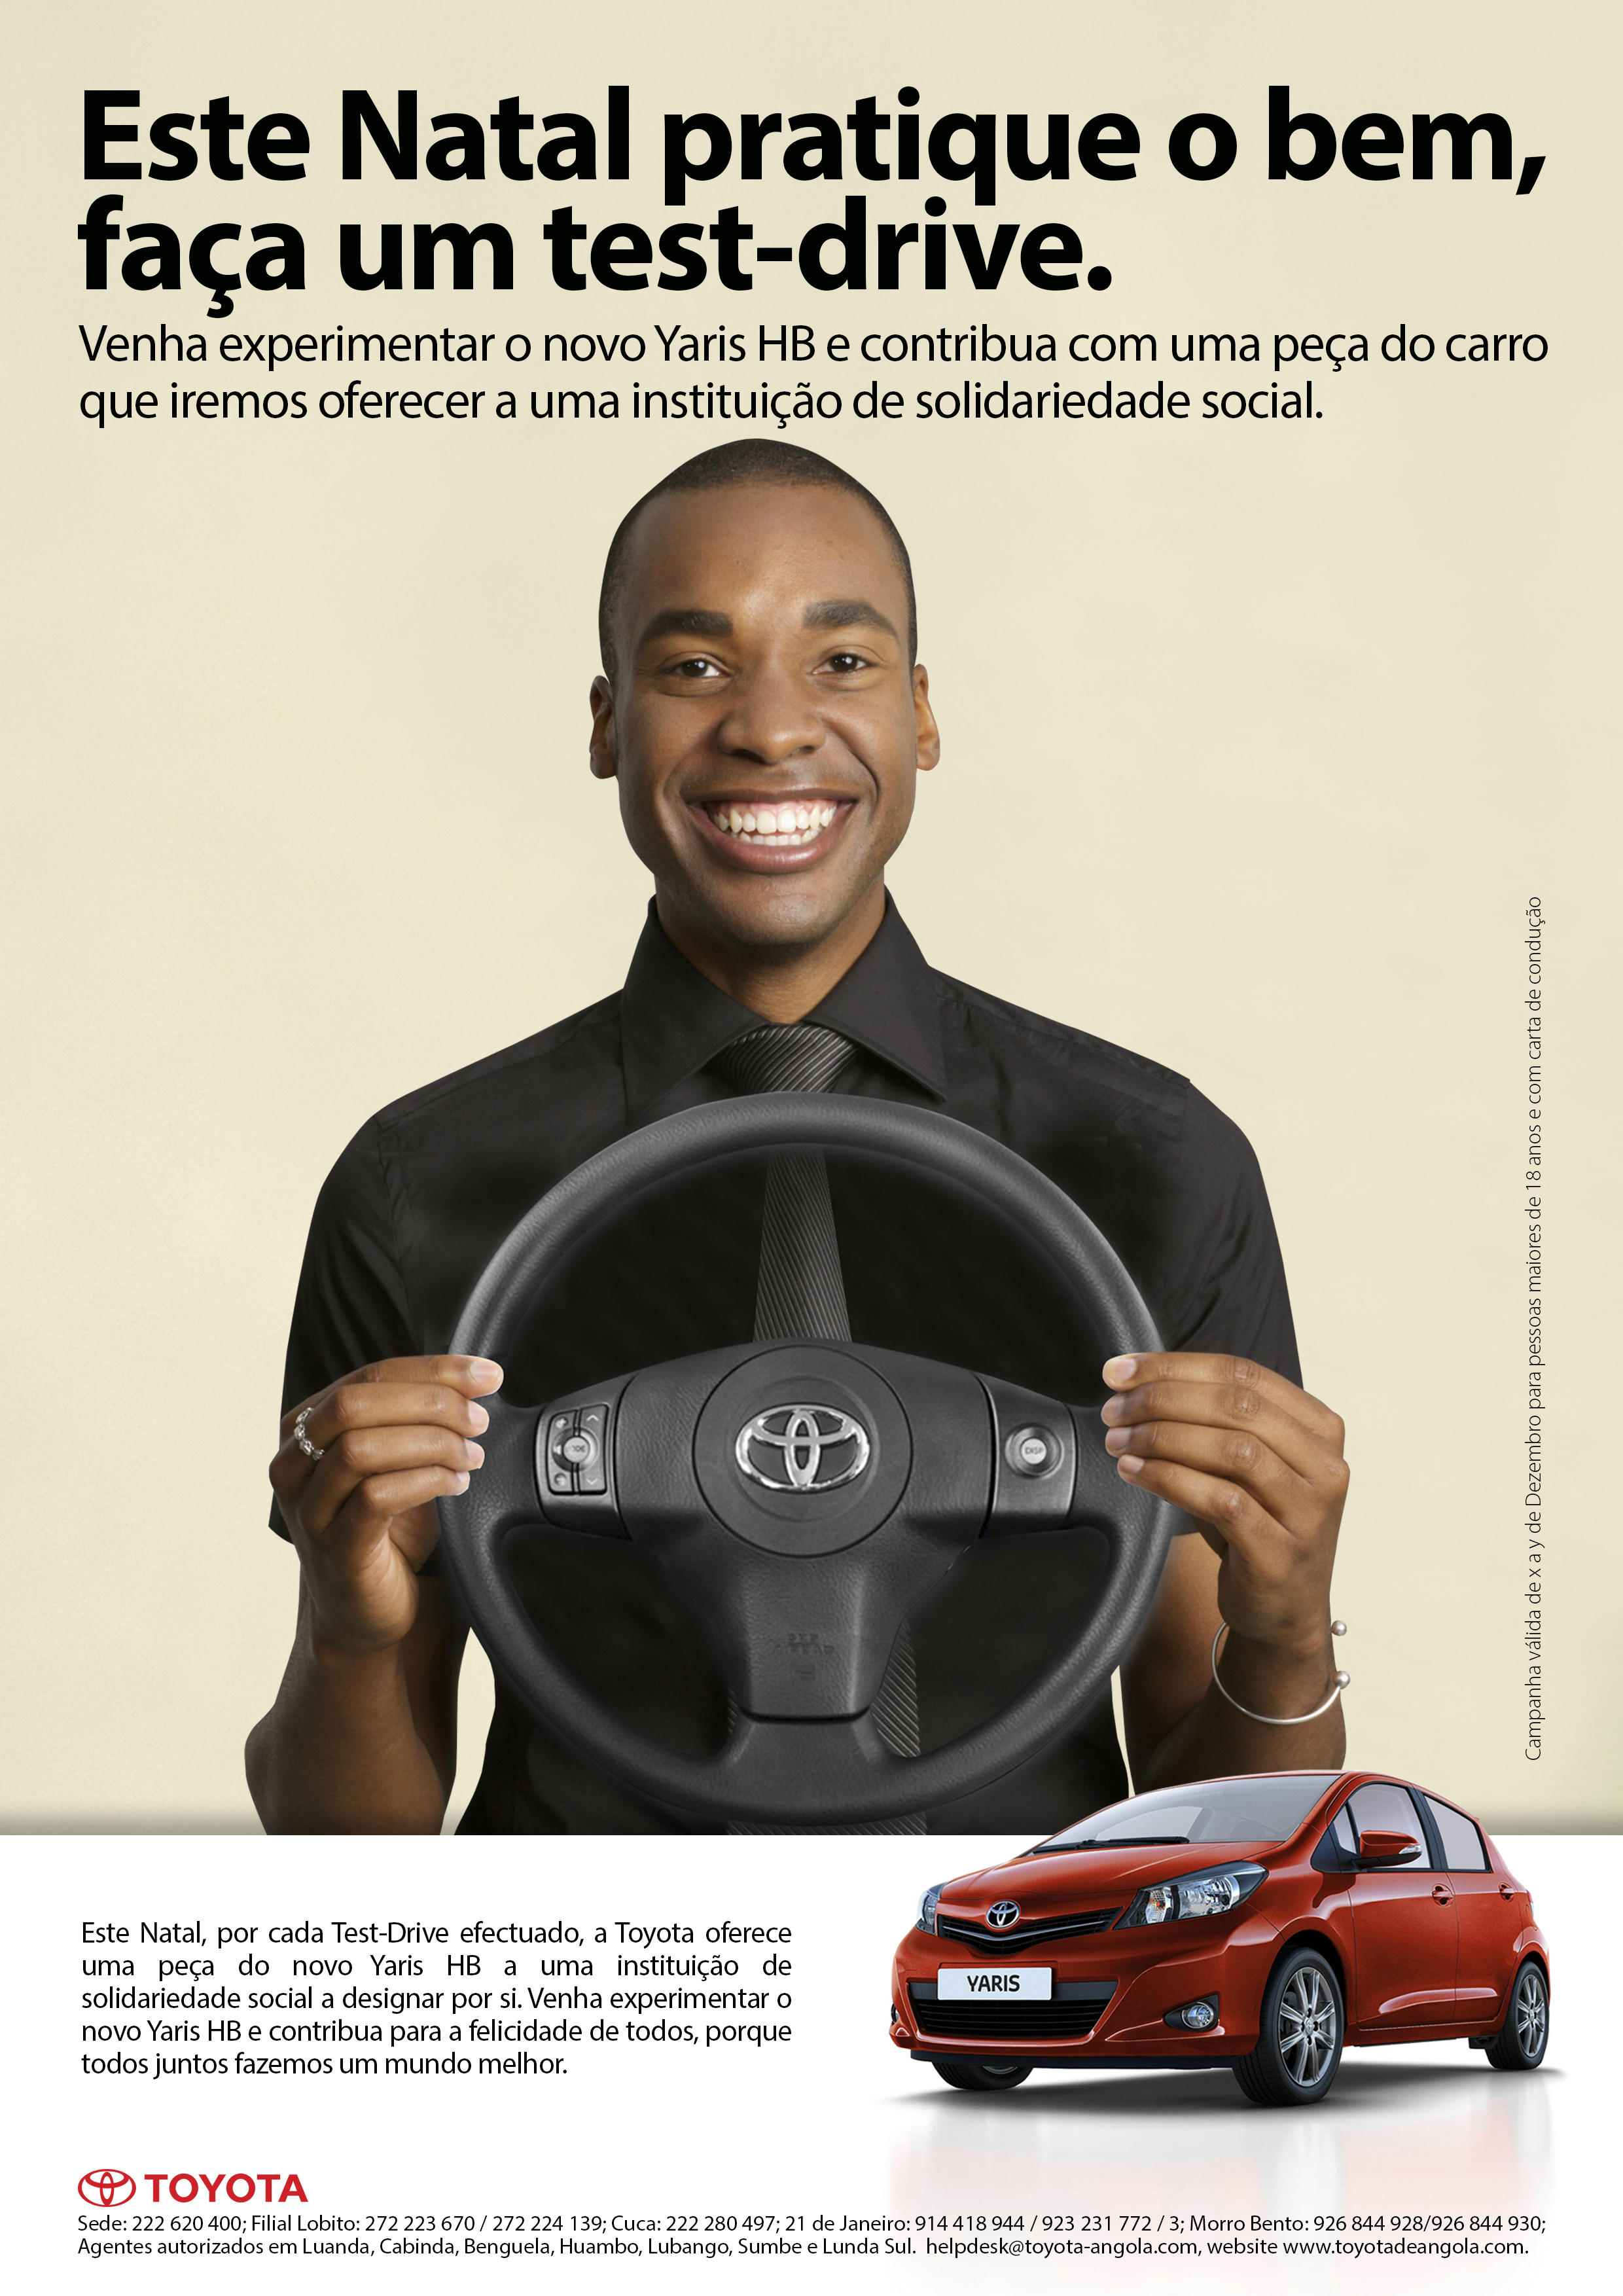 Este Natal pratique o bem,
faça um test-drive.
Venha experimentar o novo Yaris HB e contribua com uma peça do carro
que iremos oferecer a uma instituição de solidariedade social.
Campanha válida de x a y de Dezembro para pessoas maiores de 18 anos e com carta de condução
DISP
YARIS
Este Natal, por cada Test-Drive efectuado, a Toyota oferece
uma peça do novo Yaris HB a uma instituição de
solidariedade social a designar por si. Venha experimentar o
novo Yaris HB e contribua para a felicidade de todos, porque
todos juntos fazemos um mundo melhor.
TOYOTA
Sede: 222 620 400; Filial Lobito: 272 223 670 / 272 224 139; Cuca: 222 280 497; 21 de Janeiro: 914 418 944 / 923 231 772 / 3; Morro Bento: 926 844 928/926 844 930;
Agentes autorizados em Luanda, Cabinda, Benguela, Huambo, Lubango, Sumbe e Lunda Sul. helpdesk@toyota-angola.com, website www.toyotadeangola.com.